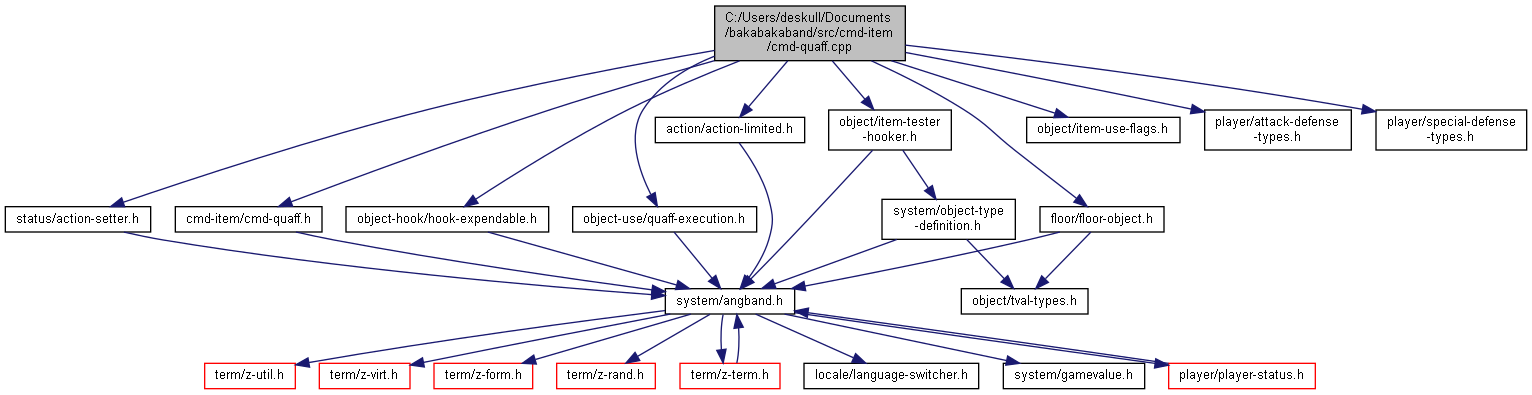 C:/Users/deskull/Documents
/bakabakaband/src/cmd-item
/cmd-quaff.cpp
action/action-limited.h
object/item-tester
-hooker.h
object/item-use-flags.h
player/attack-defense
-types.h
player/special-defense
-types.h
status/action-setter.h
cmd-item/cmd-quaff.h
object-hook/hook-expendable.h
object-use/quaff-execution.h
system/object-type
-definition.h
floor/floor-object.h
system/angband.h
object/tval-types.h
term/z-util.h
term/z-virt.h
term/z-form.h
term/z-rand.h
term/z-term.h
locale/language-switcher.h
system/gamevalue.h
player/player-status.h